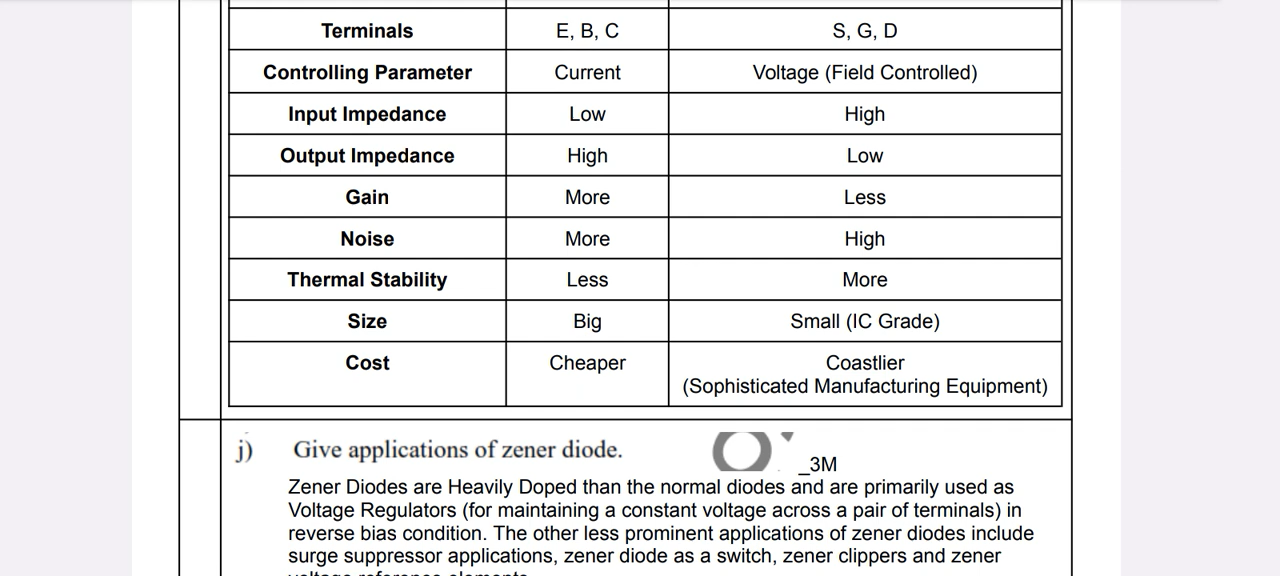 Terminals E, B, C S, G, D
Controlling Parameter Current Voltage (Field Controlled)
Input Impedance Low High
Output Impedance High Low
Gain More Less
Noise More High
Thermal Stability Less More
Size Big Small (IC Grade)
Cost Cheaper Coastlier
(Sophisticated Manufacturing Equipment)
j) Give applications of zener diode.
_3M
Zener Diodes are Heavily Doped than the normal diodes and are primarily used as
Voltage Regulators (for maintaining a constant voltage across a pair of terminals) in
reverse bias condition. The other less prominent applications of zener diodes include
surge suppressor applications, zener diode as a switch, zener clippers and zener
voltage reference elements